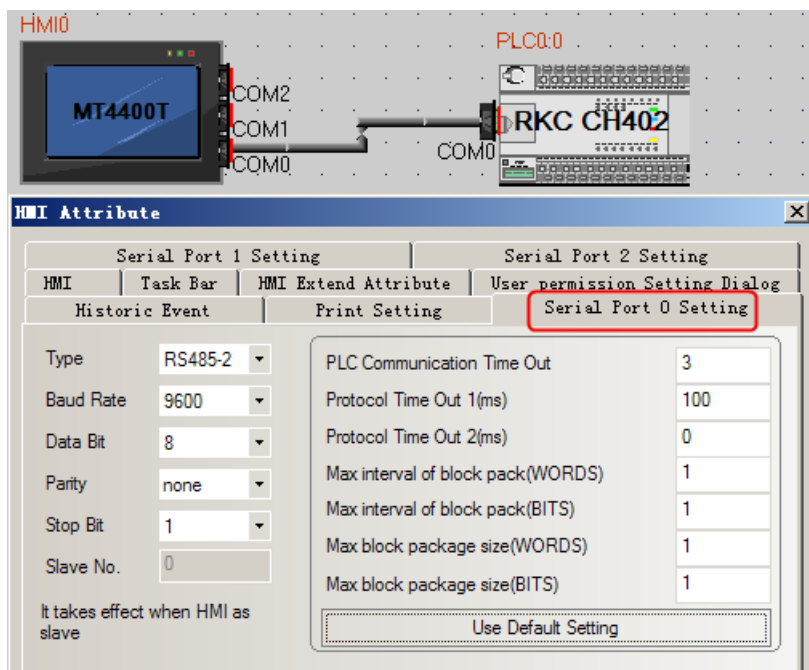 HMI0
PLC0:0
MT4400T
COM2
COM1
COM0
COM0
RKC CH402
HMI Attribute
Serial Port 1 Setting
Serial Port 2 Setting
HMI
Task Bar
HMI Extend Attribute
User permission Setting Dialog
Historic Event
Print Setting
Serial Port 0 Setting
Type
RS485-2
Baud Rate
9600
Data Bit
8
Parity
none
Stop Bit
1
Slave No.
0
It takes effect when HMI as
slave
PLC Communication Time Out
3
Protocol Time Out 1(ms)
100
Protocol Time Out 2(ms)
0
Max interval of block pack(WORDS)
1
Max interval of block pack(BITS)
1
Max block package size(WORDS)
1
Max block package size(BITS)
1
Use Default Setting